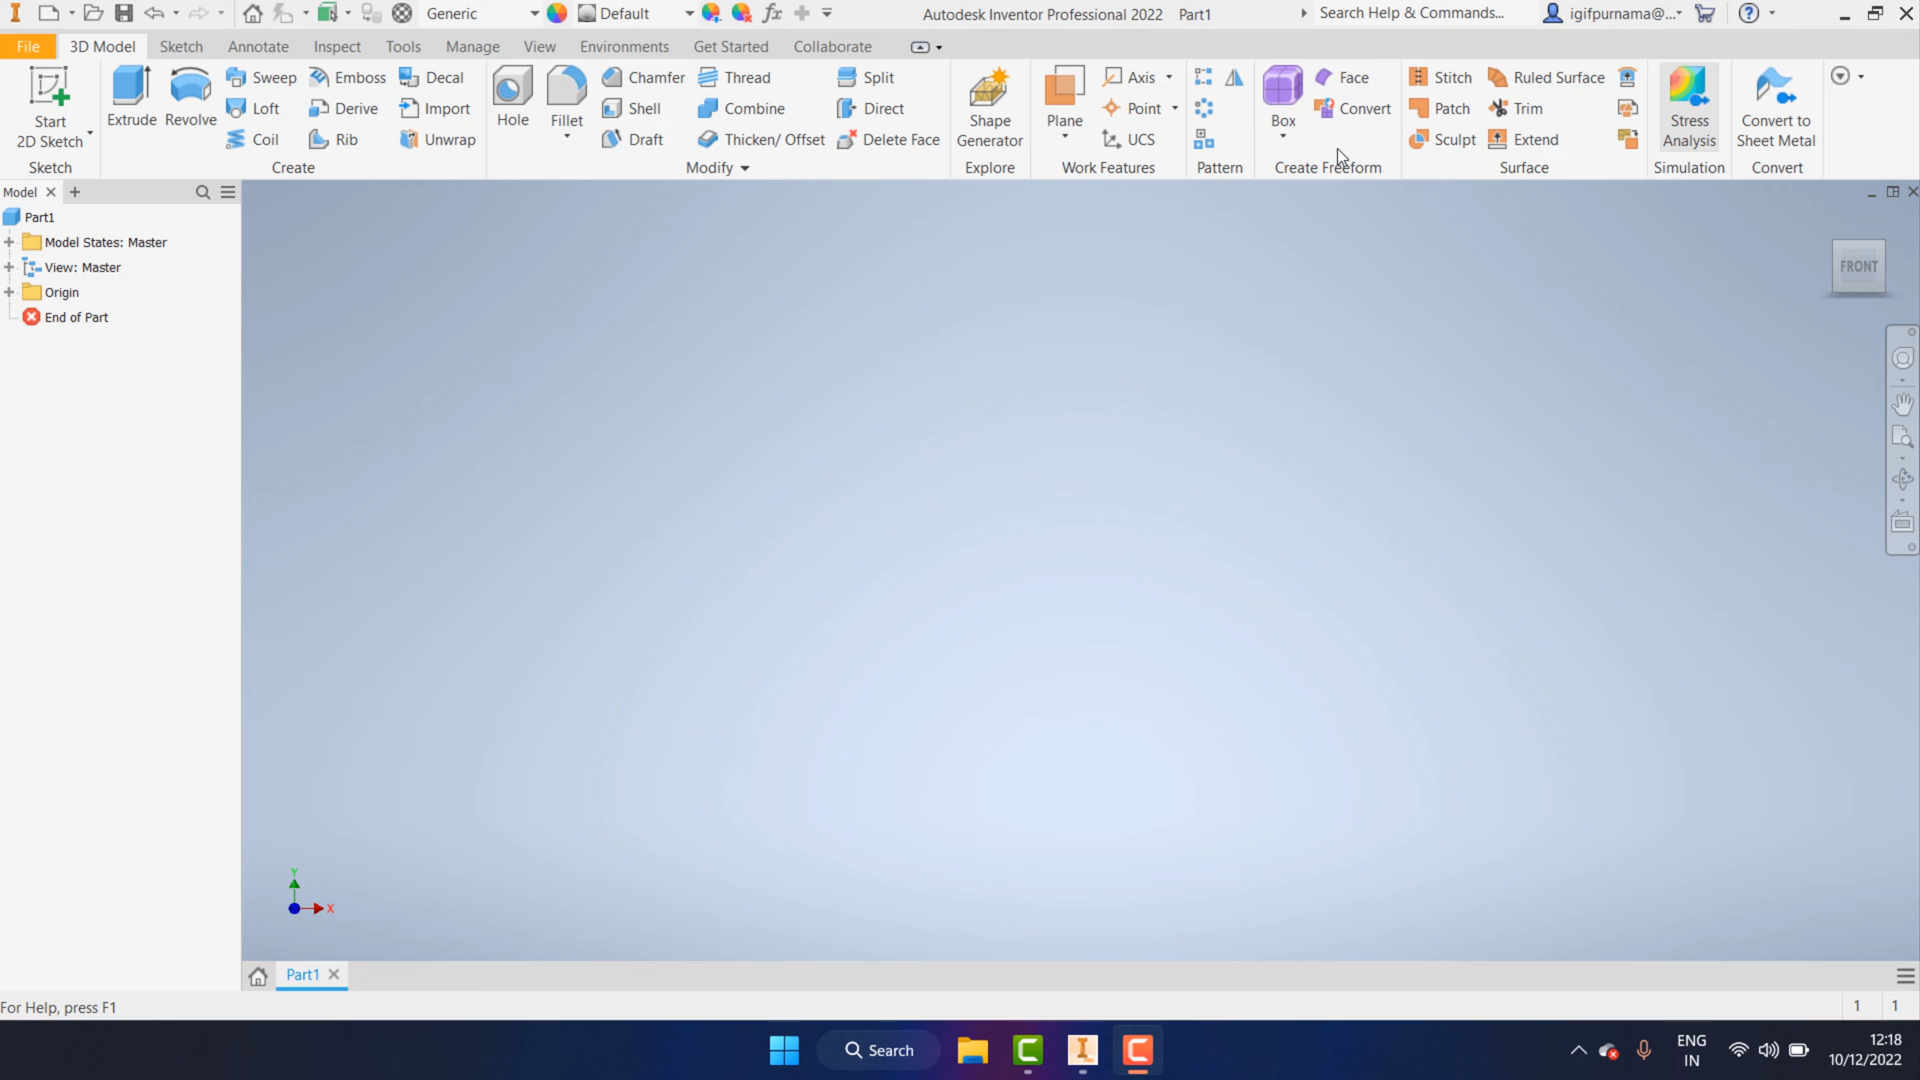 Generic
Default
Autodesk Inventor Professional 2022 Part1
Search Help & Commands...
igifpurnama@...
File 3D Model Sketch Annotate Inspect Tools Manage View Environments Get Started Collaborate
Start
2D Sketch
Sketch
Extrude
Revolve
Sweep
Loft
Coil
Emboss
Derive
Rib
Decal
Import
Unwrap
Create
Hole
Fillet
Chamfer
Shell
Draft
Thread
Combine
Thicken/ Offset
Split
Direct
Delete Face
Modify
Shape
Generator
Explore
Plane
Axis
Point
UCS
Work Features
Pattern
Box
Face
Convert
Create Freeform
Stitch
Patch
Sculpt
Ruled Surface
Trim
Extend
Surface
Stress
Analysis
Simulation
Convert to
Sheet Metal
Convert
Model
Part1
Model States: Master
View: Master
Origin
End of Part
FRONT
Y
X
Part1
For Help, press F1
1 1
Search
ENG
IN
12:18
10/12/2022